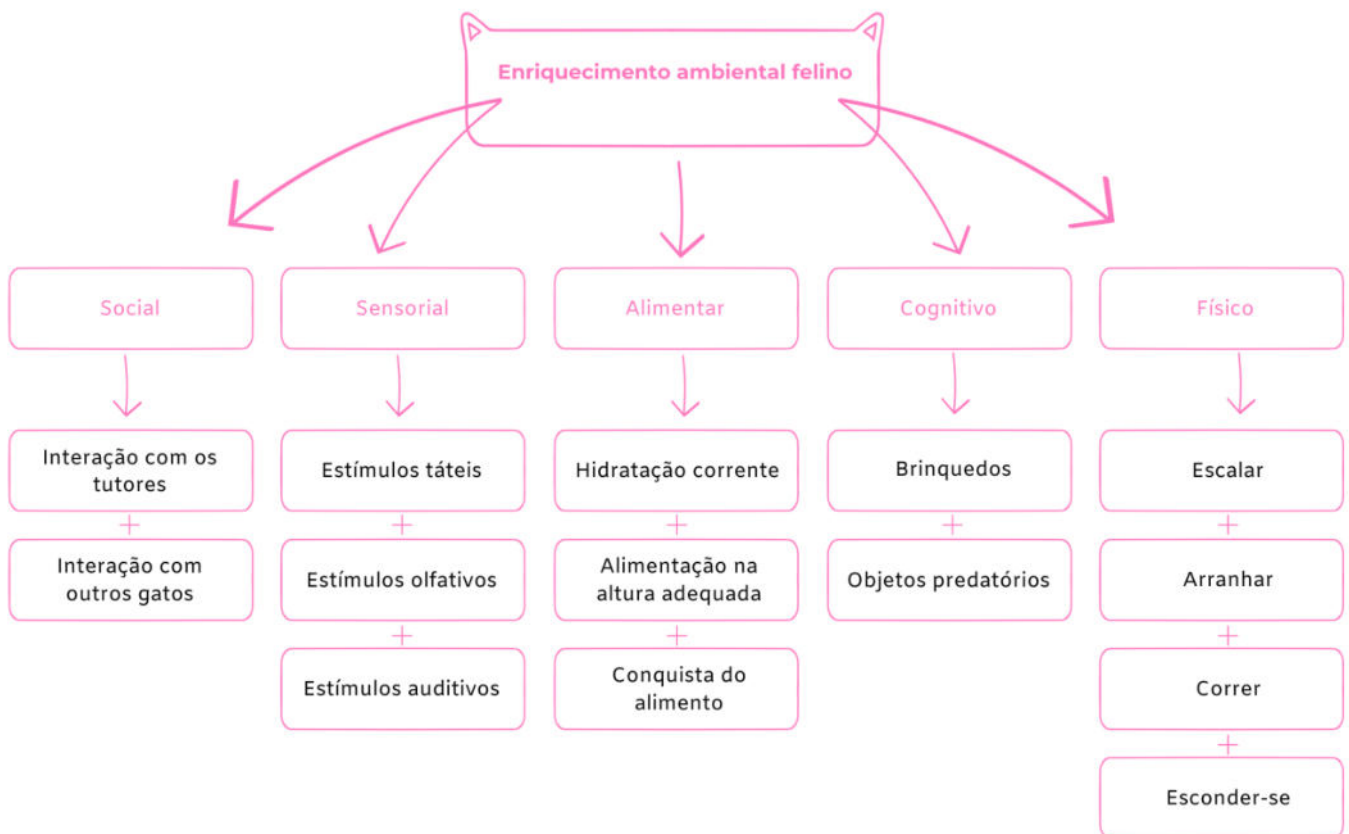 Enriquecimento ambiental felino
Social
Sensorial
Alimentar
Cognitivo
Físico
Interação com os
tutores
+
Interação com
outros gatos
Estímulos táteis
+
Estímulos olfativos
+
Estímulos auditivos
Hidratação corrente
+
Alimentação na
altura adequada
+
Conquista do
alimento
Brinquedos
+
Objetos predatórios
Escalar
+
Arranhar
+
Correr
+
Esconder-se